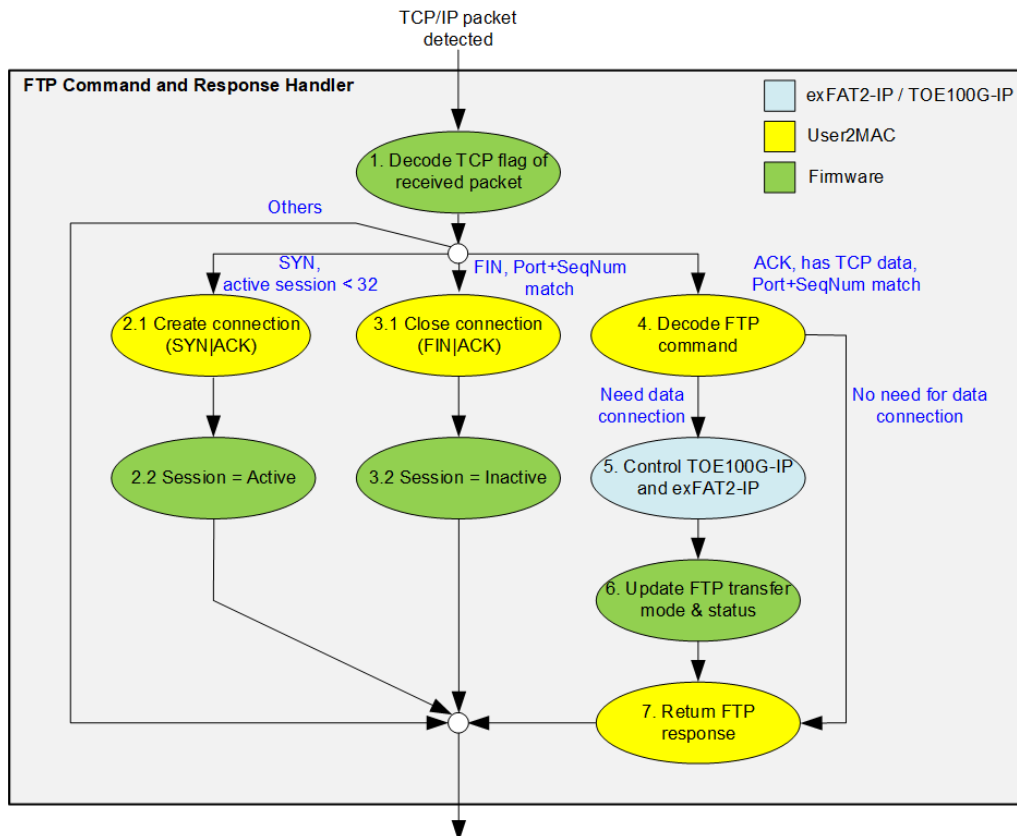 TCP/IP packet
detected
FTP Command and Response Handler
exFAT2-IP / TOE100G-IP
User2MAC
Firmware
1. Decode TCP flag of
received packet
Others
SYN,
active session < 32
FIN, Port+SeqNum
match
ACK, has TCP data,
Port+SeqNum match
2.1 Create connection
(SYN|ACK)
3.1 Close connection
(FIN|ACK)
4. Decode FTP
command
Need data
connection
No need for data
connection
2.2 Session = Active
3.2 Session = Inactive
5. Control TOE100G-IP
and exFAT2-IP
6. Update FTP transfer
mode & status
7. Return FTP
response